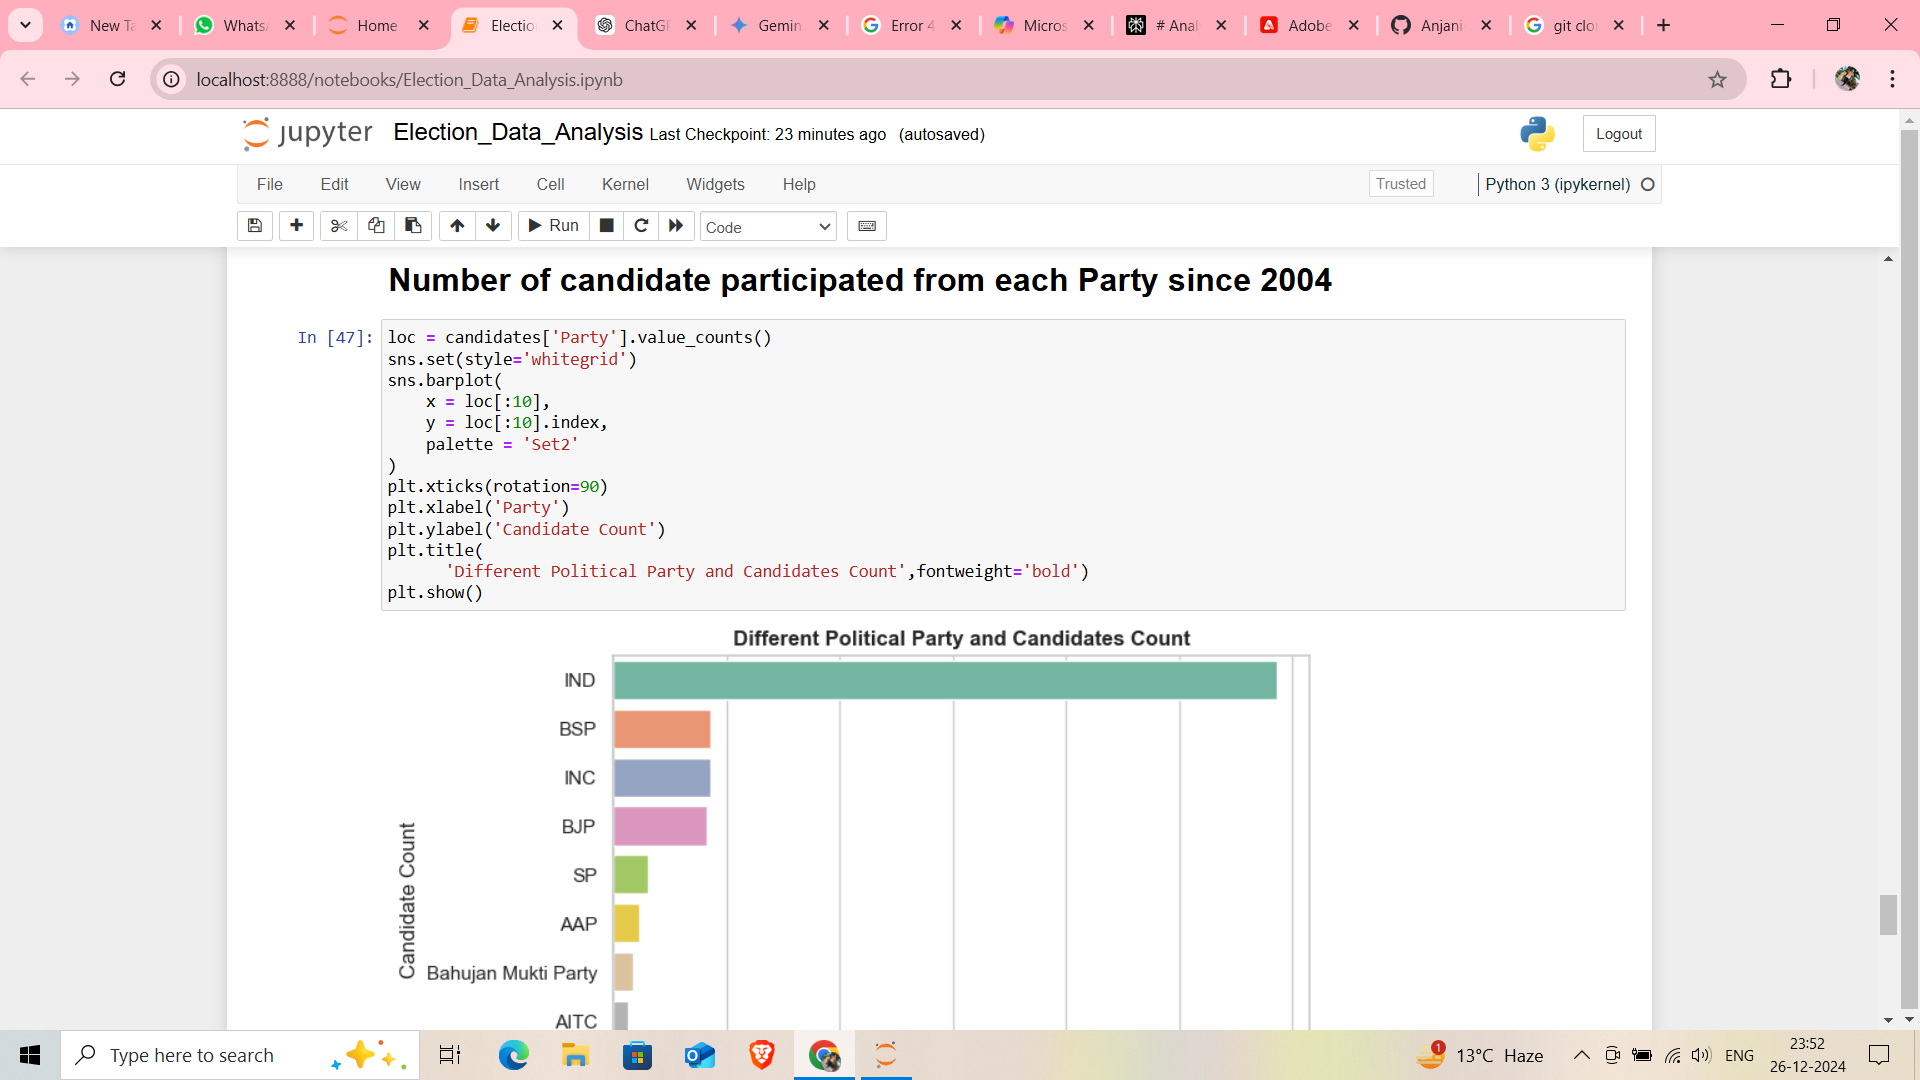 New Ta
Whats
Home
Electio
ChatGF
Gemin
Error 4
Micros
# Anal
Adobe
Anjani
git clo
localhost:8888/notebooks/Election_Data_Analysis.ipynb
jupyter Election_Data_Analysis Last Checkpoint: 23 minutes ago (autosaved)
Logout
File Edit View Insert Cell Kernel Widgets Help
Trusted
Python 3 (ipykernel)
Run
Code
Number of candidate participated from each Party since 2004
In [47]:
loc = candidates['Party'].value_counts()
sns.set(style='whitegrid')
sns.barplot(
x = loc[:10],
y = loc[:10].index,
palette = 'Set2'
)
plt.xticks(rotation=90)
plt.xlabel('Party')
plt.ylabel('Candidate Count')
plt.title(
'Different Political Party and Candidates Count',fontweight='bold')
plt.show()
Different Political Party and Candidates Count
IND
BSP
INC
BJP
SP
AAP
Bahujan Mukti Party
AITC
Candidate Count
Type here to search
1
13°C Haze
ENG
23:52
26-12-2024